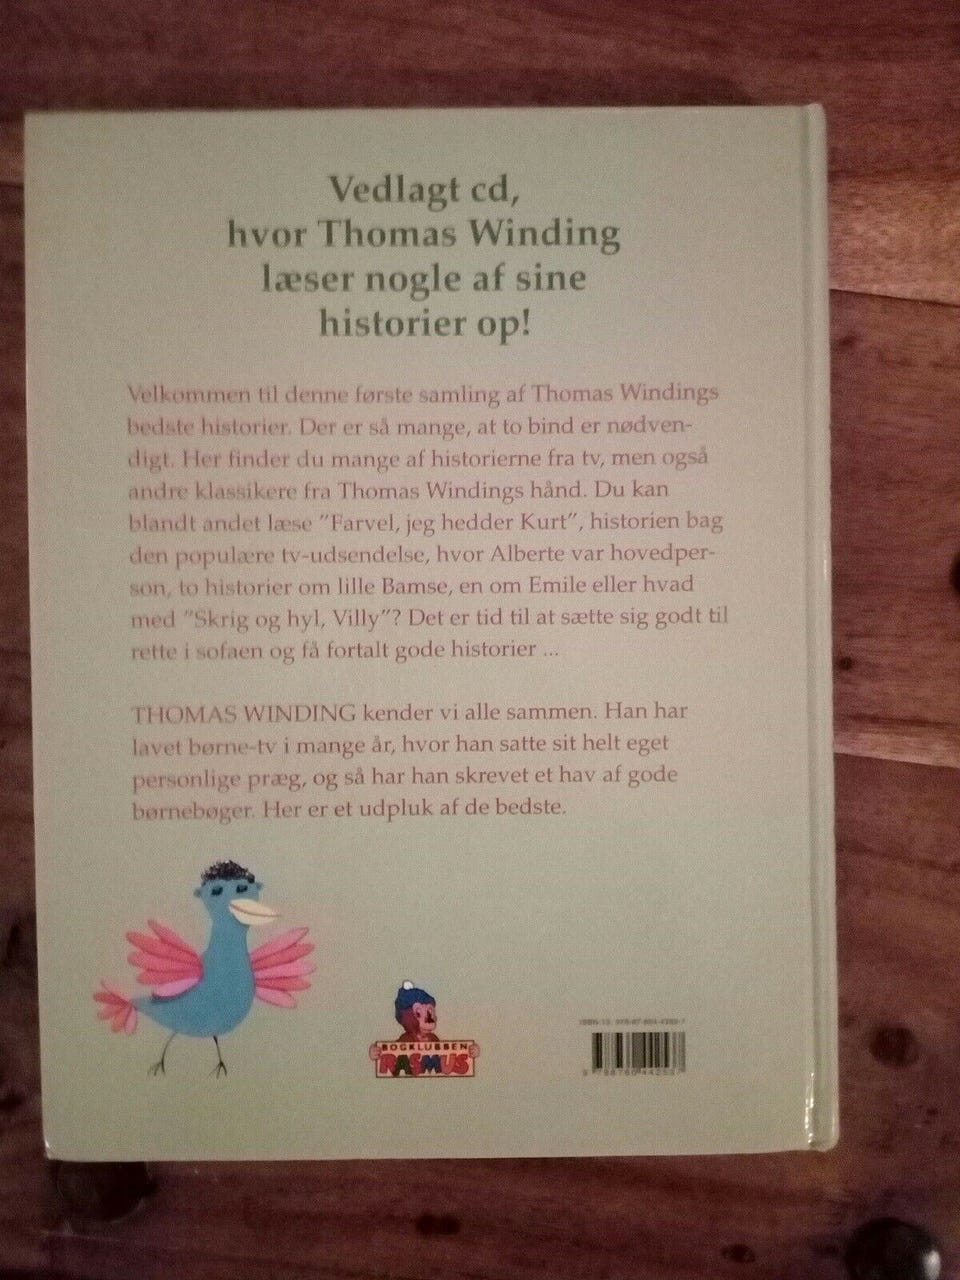 Vedlagt cd,
hvor Thomas Winding
læser nogle af sine
historier op!
Velkommen til denne første samling af Thomas Windings
bedste historier. Der er så mange, at to bind er nødven-
digt. Her finder du mange af historierne fra tv, men også
andre klassikere fra Thomas Windings hånd. Du kan
blandt andet læse "Farvel, jeg hedder Kurt", historien bag
den populære tv-udsendelse, hvor Alberte var hovedper-
son, to historier om lille Bamse, en om Emile eller hvad
med "Skrig og hyl, Villy"? Det er tid til at sætte sig godt til
rette i sofaen og få fortalt gode historier ...
THOMAS WINDING kender vi alle sammen. Han har
lavet børne-tv i mange år, hvor han satte sit helt eget
personlige præg, og så har han skrevet et hav af gode
børnebøger. Her er et udpluk af de bedste.
BOGKLUBBEN
RASMUS